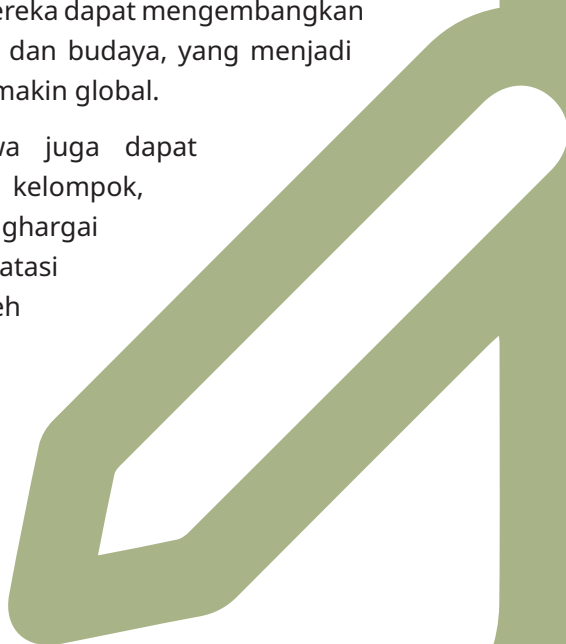 ereka dapat mengembangkan
dan budaya, yang menjadi
makin global.
wa juga dapat
kelompok,
ghargai
atasi
eh